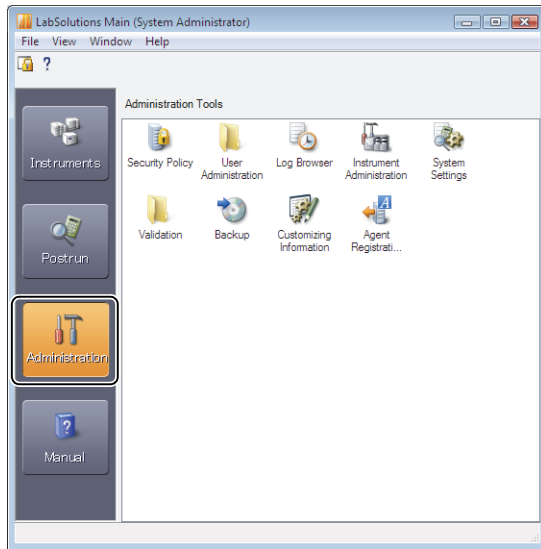 LabSolutions Main (System Administrator)
File View Window Help
?
Administration Tools
Instruments
Postrun
Administration
?
Manual
Security Policy
User
Administration
Log Browser
Instrument
Administration
System
Settings
Validation
Backup
Customizing
Information
A
Agent
Registrati...